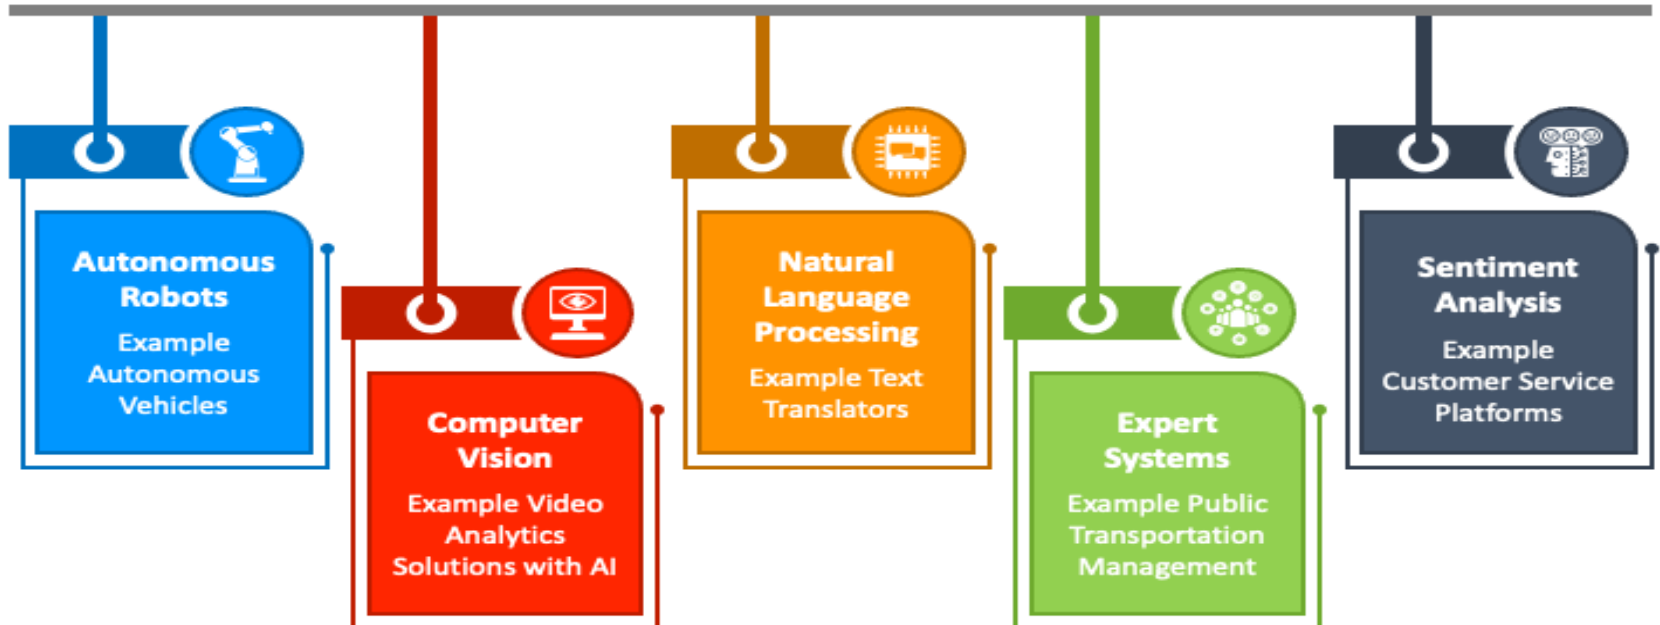 Autonomous
Robots
Example
Autonomous
Vehicles
Computer
Vision
Example Video
Analytics
Solutions with AI
Natural
Language
Processing
Example Text
Translators
Expert
Systems
Example Public
Transportation
Management
Sentiment
Analysis
Example
Customer Service
Platforms